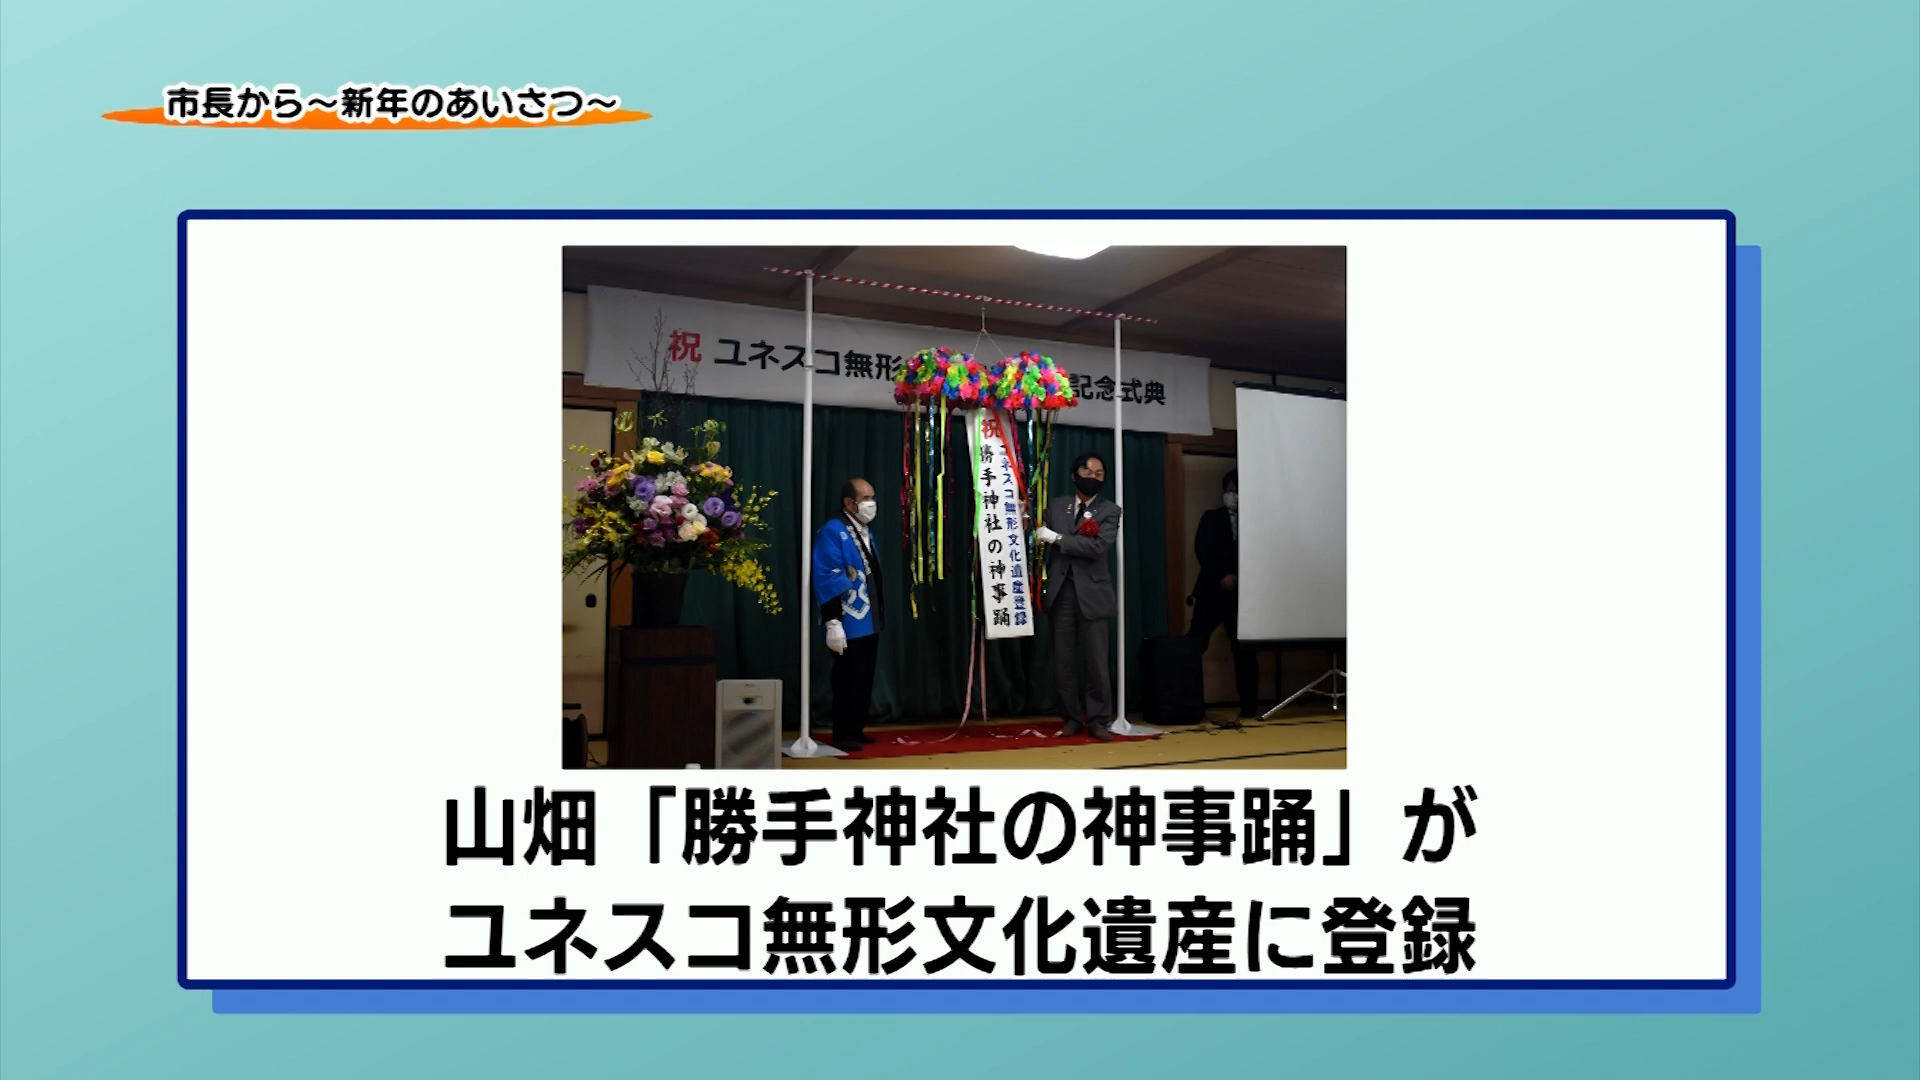 市長から～新年のあいさつ～
祝 ユネスコ無形
記念式典
祝
ユネスコ無形文化遺産登録
勝手神社の神事踊
山畑「勝手神社の神事踊」が
ユネスコ無形文化遺産に登録